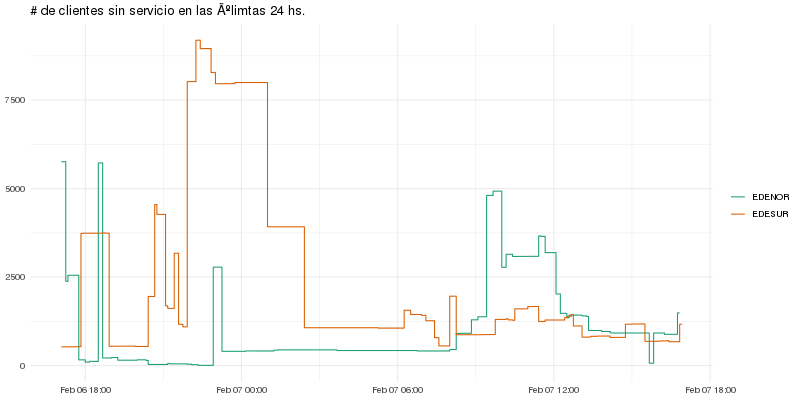 # de clientes sin servicio en las Ãºlimtas 24 hs.
7500
5000
2500
0
Feb 06 18:00
Feb 07 00:00
Feb 07 06:00
Feb 07 12:00
Feb 07 18:00
EDENOR
EDESUR